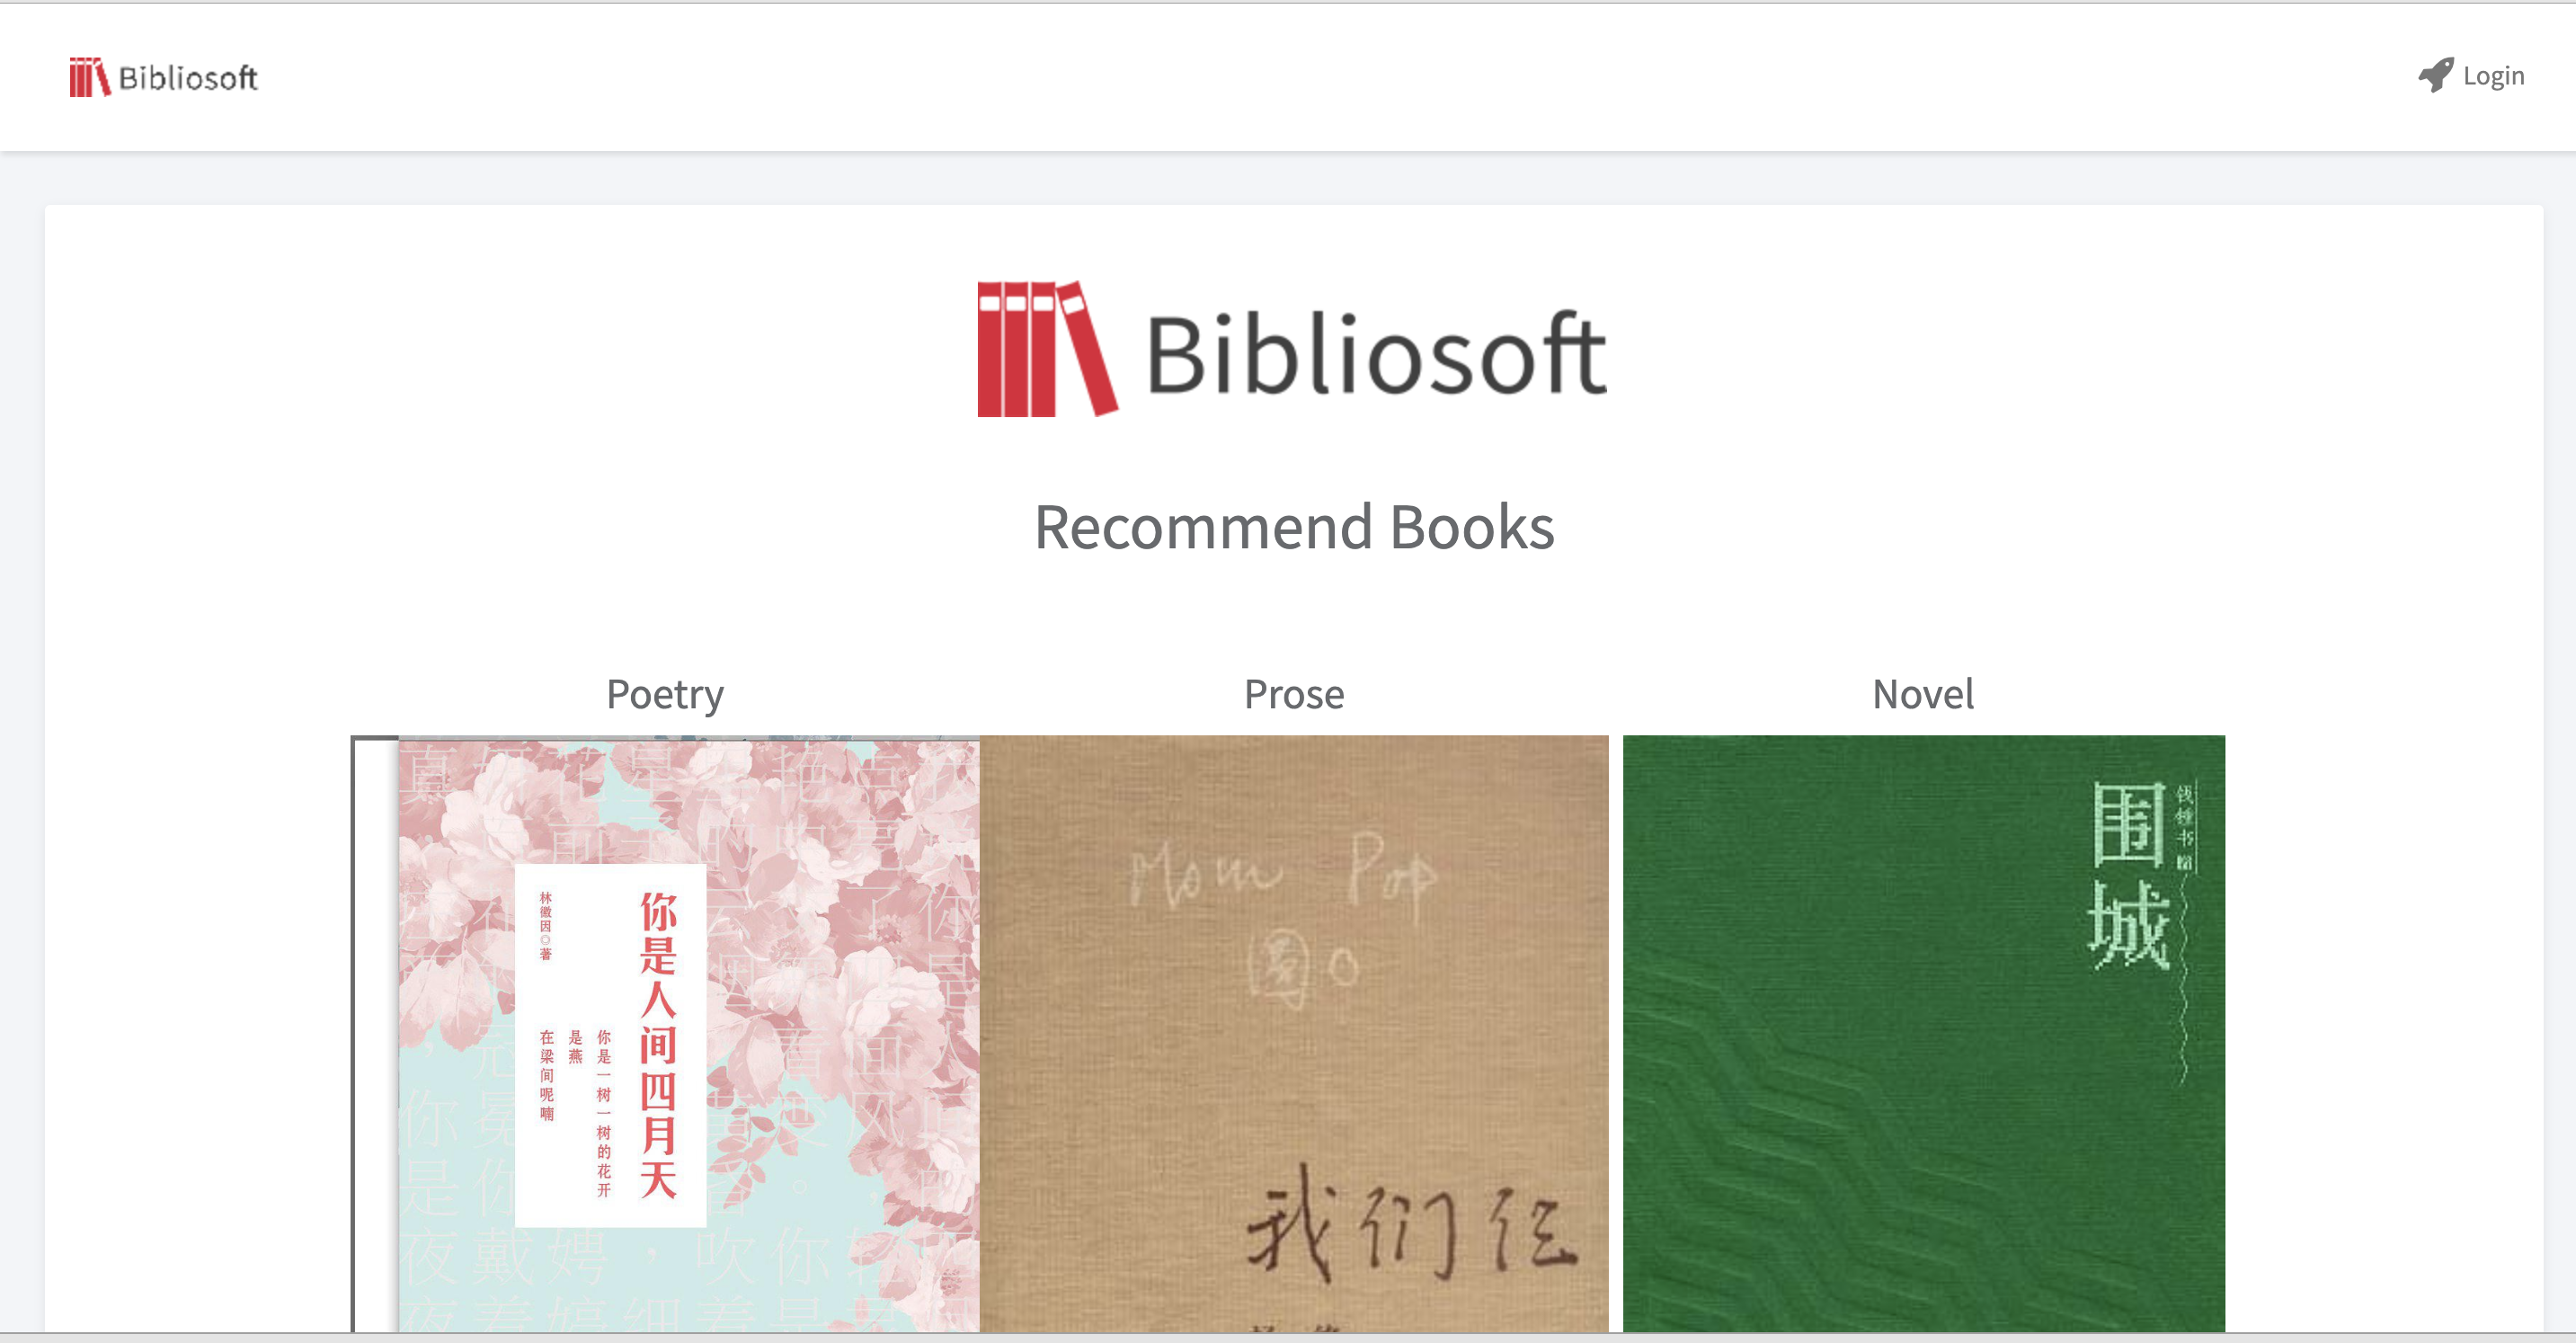 Bibliosoft
Login
Bibliosoft
Recommend Books
Poetry
Prose
Novel
你是人间四月天
你是一树一树的花开
是燕
在梁间呢喃
林徽因◎著
Mom Pop
圆O
我们仨
围城
钱锺书